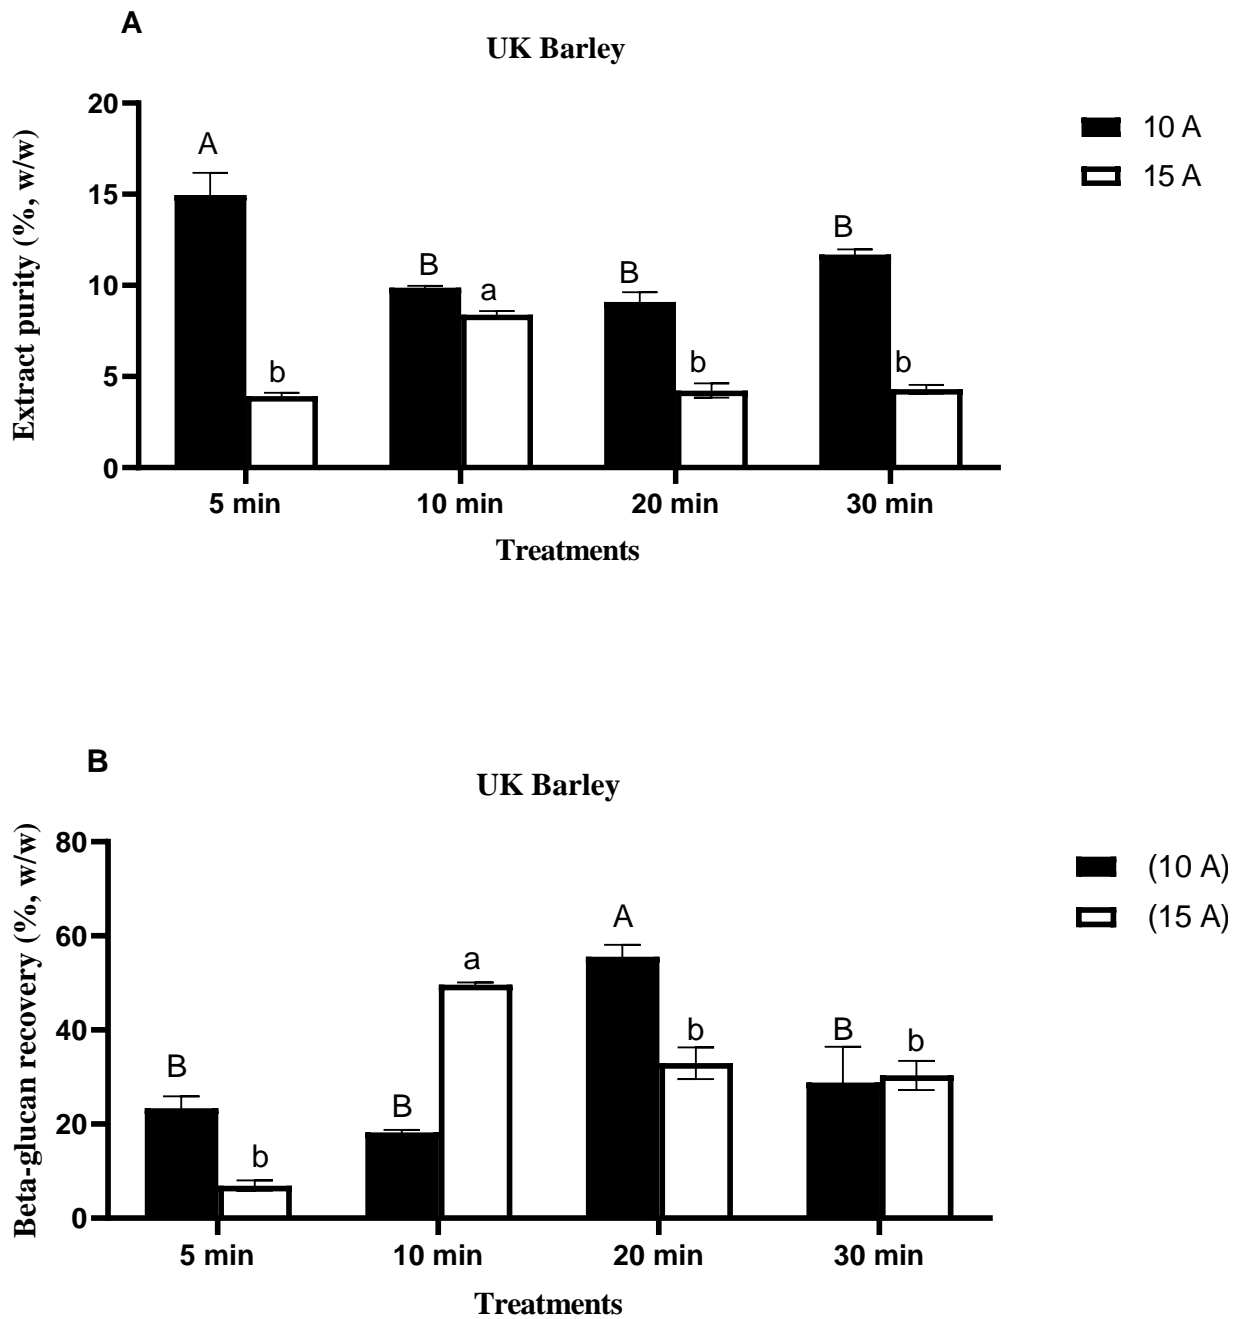 A
UK Barley
Extract purity (%, w/w)
20
15
10
5
0
A
b
B
a
B
b
B
b
5 min
10 min
20 min
30 min
Treatments
10 A
15 A
B
UK Barley
Beta-glucan recovery (%, w/w)
80
60
40
20
0
B
b
B
a
A
b
B
b
5 min
10 min
20 min
30 min
Treatments
(10 A)
(15 A)